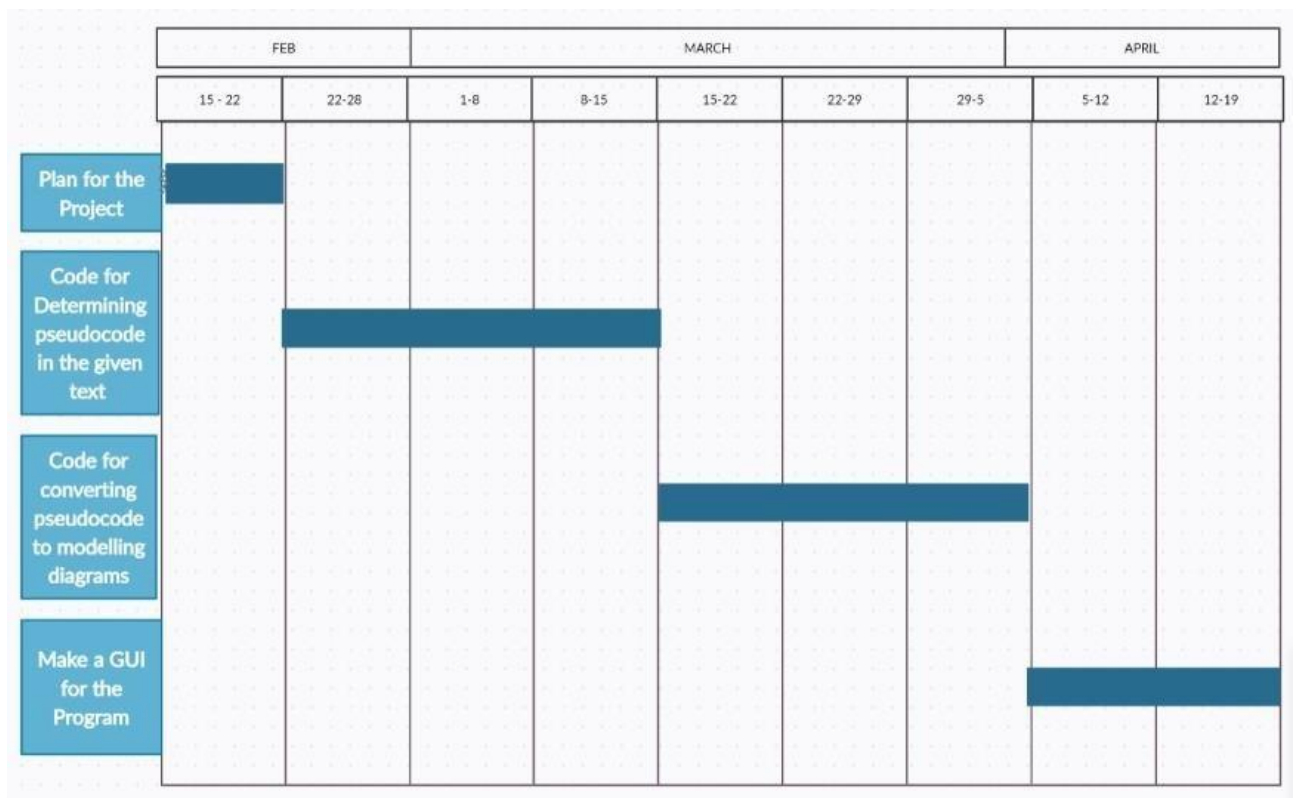 FEB MARCH APRIL
15 - 22 22-28 1-8 8-15 15-22 22-29 29-5 5-12 12-19
Plan for the
Project
Code for
Determining
pseudocode
in the given
text
Code for
converting
pseudocode
to modelling
diagrams
Make a GUI
for the
Program